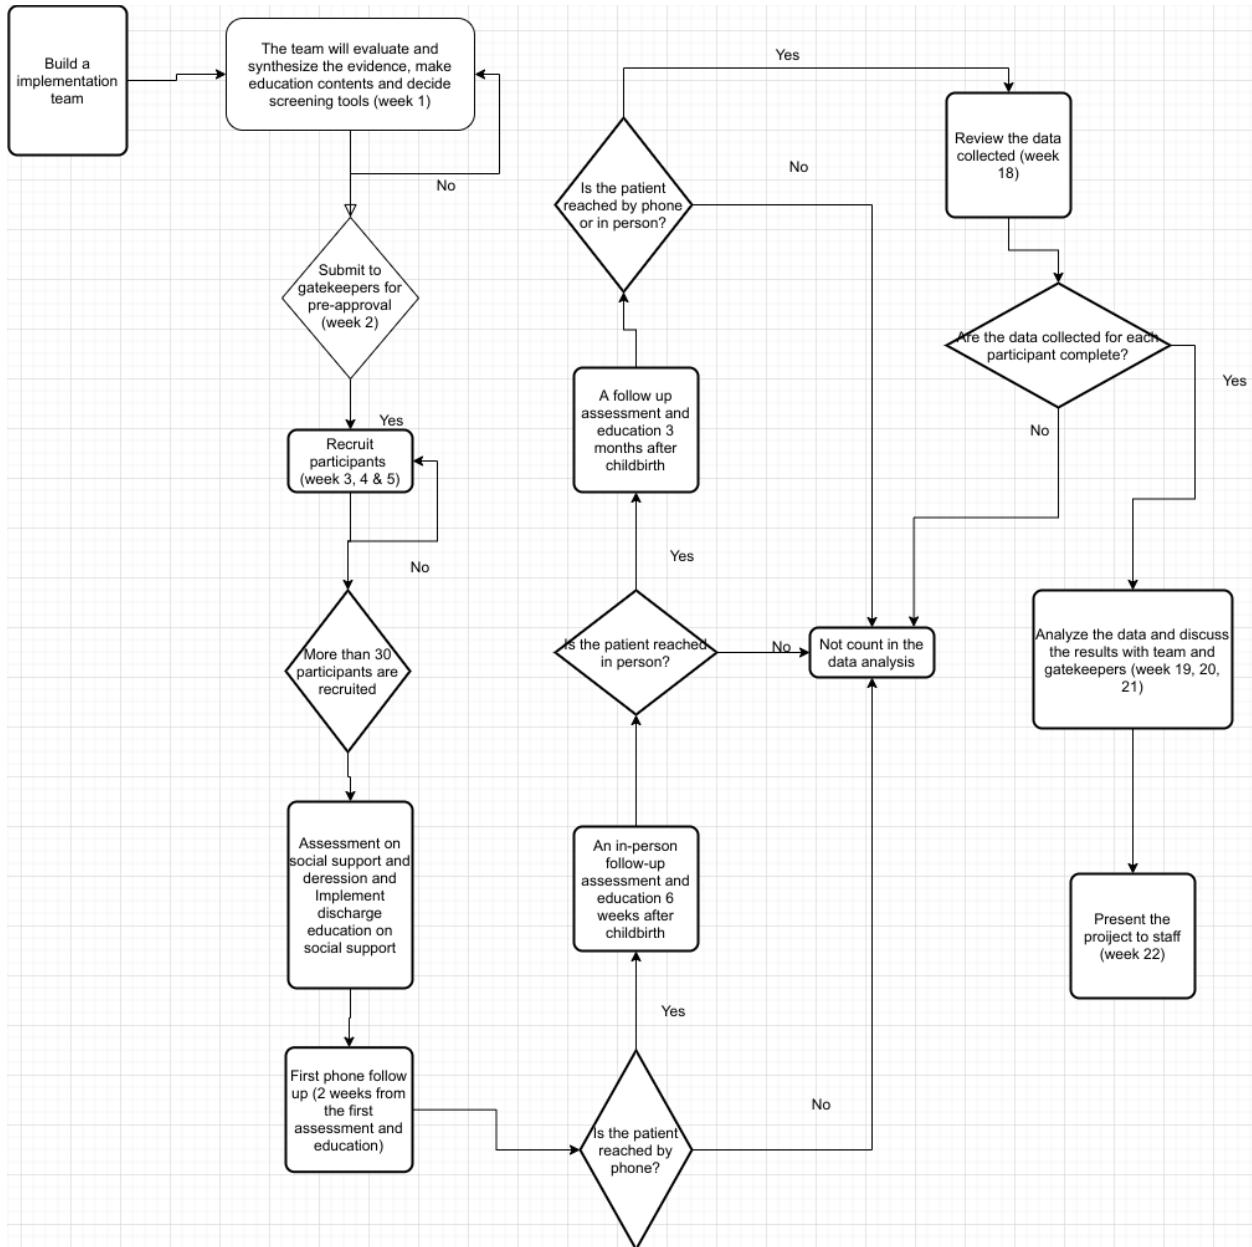 Build a
implementation
team
The team will evaluate and
synthesize the evidence, make
education contents and decide
screening tools (week 1)
No
Submit to
gatekeepers for
pre-approval
(week 2)
Yes
Recruit
participants
(week 3, 4 & 5)
No
More than 30
participants are
recruited
Assessment on
social support and
deression and
Implement
discharge
education on
social support
First phone follow
up (2 weeks from
the first
assessment and
education)
Is the patient
reached by
phone?
No
Yes
An in-person
follow-up
assessment and
education 6
weeks after
childbirth
Is the patient reached
in person?
No
Yes
A follow up
assessment and
education 3
months after
childbirth
Is the patient
reached by phone
or in person?
No
Yes
Not count in the
data analysis
Review the data
collected (week
18)
Are the data collected for each
participant complete?
No
Yes
Analyze the data and discuss
the results with team and
gatekeepers (week 19, 20,
21)
Present the
proiject to staff
(week 22)